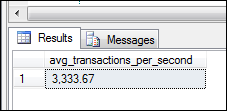 Results Messages
avg_transactions_per_second
1 3,333.67